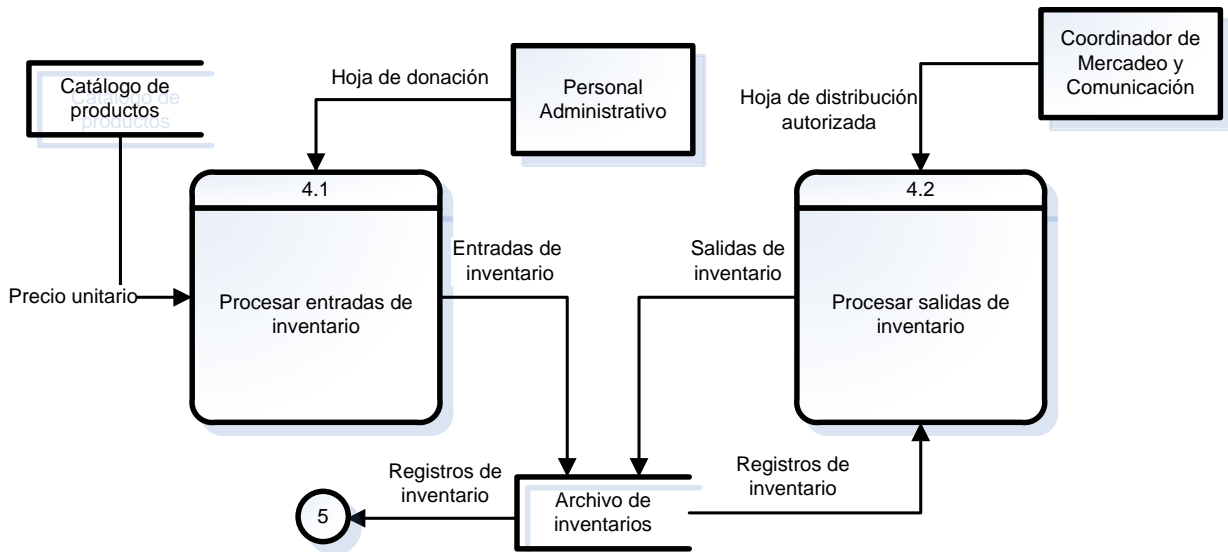 Catálogo de
productos
Hoja de donación
Personal
Administrativo
Coordinador de
Mercadeo y
Comunicación
Hoja de distribución
autorizada
4.1
Procesar entradas de
inventario
4.2
Procesar salidas de
inventario
Precio unitario
Entradas de
inventario
Salidas de
inventario
Registros de
inventario
5
Archivo de
inventarios
Registros de
inventario